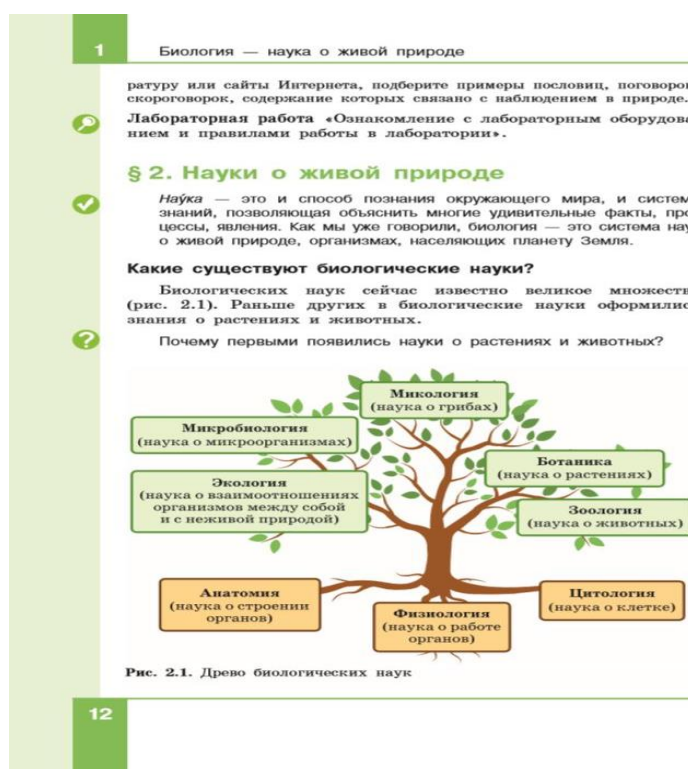 1
Биология — наука о живой природе
ратуру или сайты Интернета, подберите примеры пословиц, поговорок
скороговорок, содержание которых связано с наблюдением в природе.
Лабораторная работа «Ознакомление с лабораторным оборудова
нием и правилами работы в лаборатории».
§ 2. Науки о живой природе
Нау́ка — это и способ познания окружающего мира, и систем
знаний, позволяющая объяснить многие удивительные факты, про
цессы, явления. Как мы уже говорили, биология — это система нау
о живой природе, организмах, населяющих планету Земля.
Какие существуют биологические науки?
Биологических наук сейчас известно великое множеств
(рис. 2.1). Раньше других в биологические науки оформилис
знания о растениях и животных.
? Почему первыми появились науки о растениях и животных?
Микология
(наука о грибах)
Микробиология
(наука о микроорганизмах)
Экология
(наука о взаимоотношениях
организмов между собой
и с неживой природой)
Ботаника
(наука о растениях)
Зоология
(наука о животных)
Анатомия
(наука о строении
органов)
Физиология
(наука о работе
органов)
Цитология
(наука о клетке)
Рис. 2.1. Древо биологических наук
12